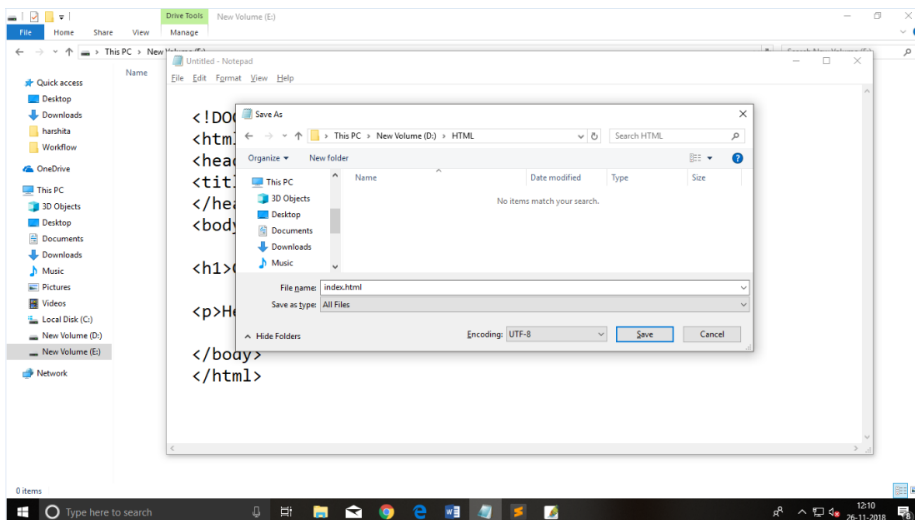 Drive Tools New Volume (E:)
File Home Share View Manage
This PC New Volume (E:)
Name
Quick access
Desktop
Downloads
harshita
Workflow
OneDrive
This PC
3D Objects
Desktop
Documents
Downloads
Music
Pictures
Videos
Local Disk (C:)
New Volume (D:)
New Volume (E:)
Network
0 items
Untitled - Notepad
File Edit Format View Help
<!DO
<htm
<head
<tit
</hea
<body
<h1>
<p>He
</body>
</html>
Save As
This PC New Volume (D:) HTML
Search HTML
Organize New folder
This PC
3D Objects
Desktop
Documents
Downloads
Music
Name Date modified Type Size
No items match your search.
File name: index.html
Save as type: All Files
Hide Folders
Encoding: UTF-8
Save Cancel
Type here to search
12:10
26-11-2018